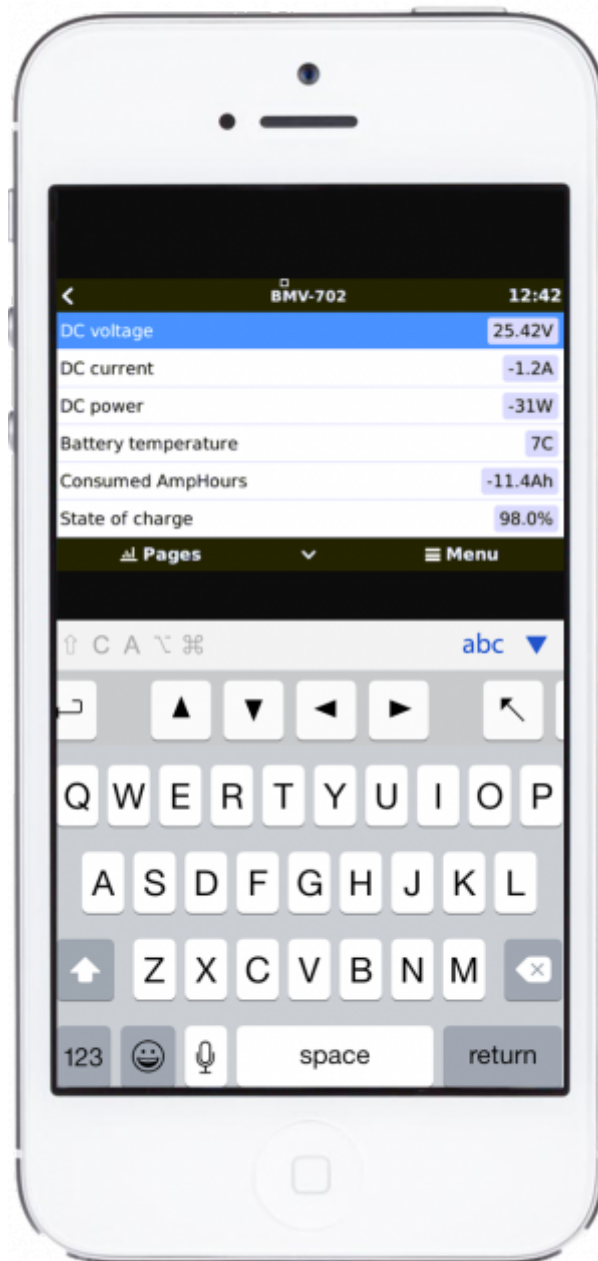 BMV-702 12:42
DC voltage 25.42V
DC current -1.2A
DC power -31W
Battery temperature 7C
Consumed AmpHours -11.4Ah
State of charge 98.0%
Pages Menu
⇧ C A ⌥ ⌘ abc
Q W E R T Y U I O P
A S D F G H J K L
Z X C V B N M
123 space return